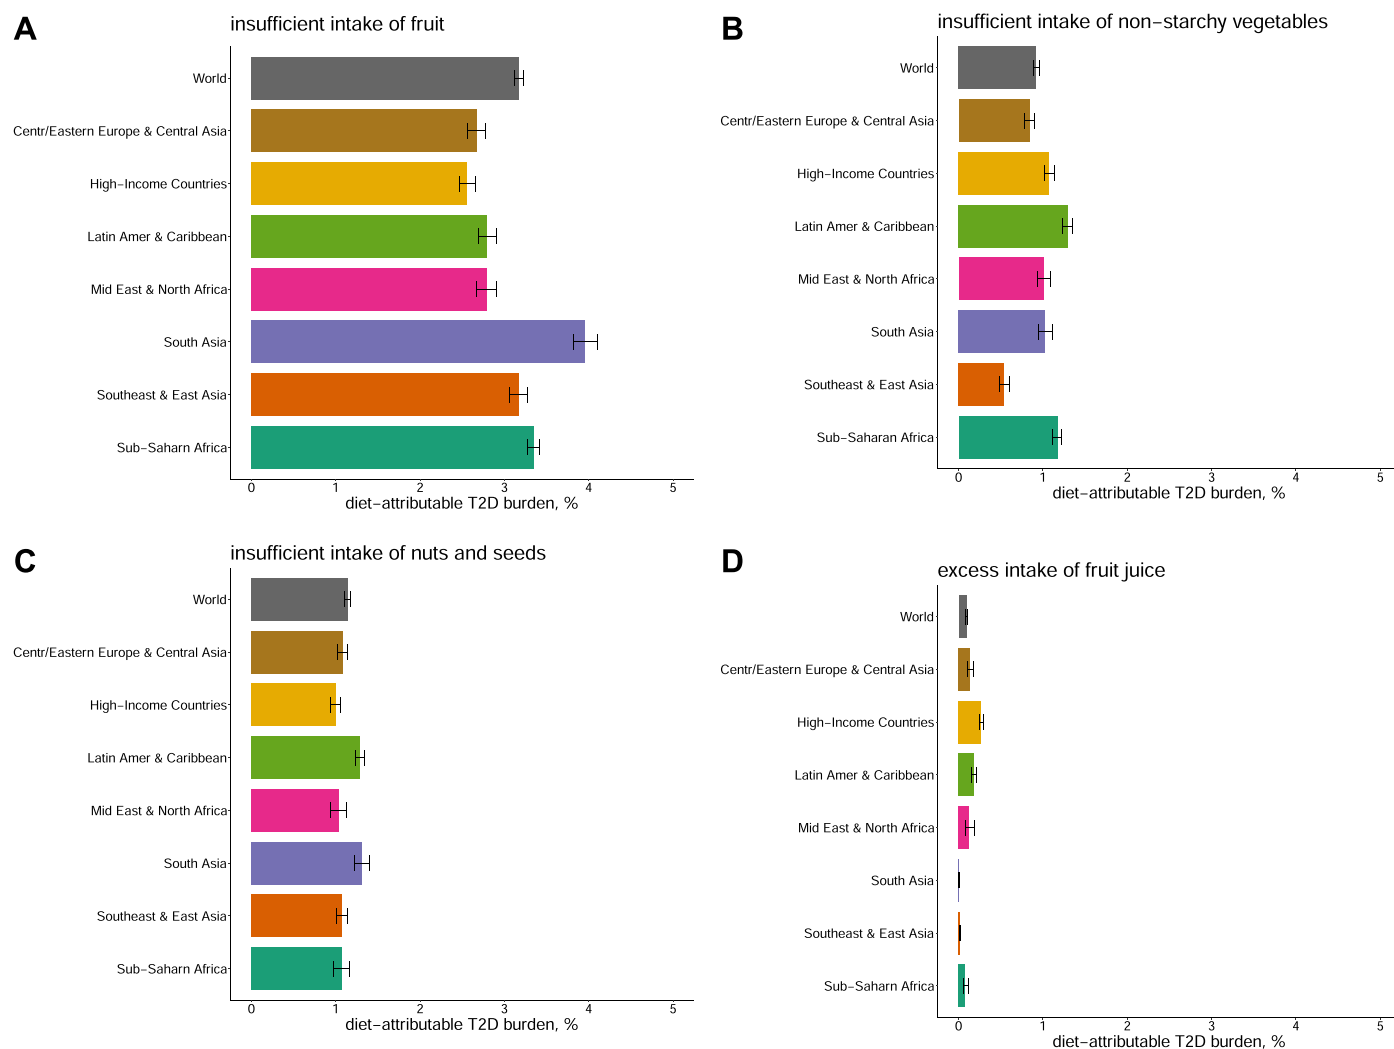 A
insufficient intake of fruit
World
Centr/Eastern Europe & Central Asia
High-Income Countries
Latin Amer & Caribbean
Mid East & North Africa
South Asia
Southeast & East Asia
Sub-Saharn Africa
0 1 2 3 4 5
diet-attributable T2D burden, %
B
insufficient intake of non-starchy vegetables
World
Centr/Eastern Europe & Central Asia
High-Income Countries
Latin Amer & Caribbean
Mid East & North Africa
South Asia
Southeast & East Asia
Sub-Saharan Africa
0 1 2 3 4 5
diet-attributable T2D burden, %
C
insufficient intake of nuts and seeds
World
Centr/Eastern Europe & Central Asia
High-Income Countries
Latin Amer & Caribbean
Mid East & North Africa
South Asia
Southeast & East Asia
Sub-Saharn Africa
0 1 2 3 4 5
diet-attributable T2D burden, %
D
excess intake of fruit juice
World
Centr/Eastern Europe & Central Asia
High-Income Countries
Latin Amer & Caribbean
Mid East & North Africa
South Asia
Southeast & East Asia
Sub-Saharn Africa
0 1 2 3 4 5
diet-attributable T2D burden, %